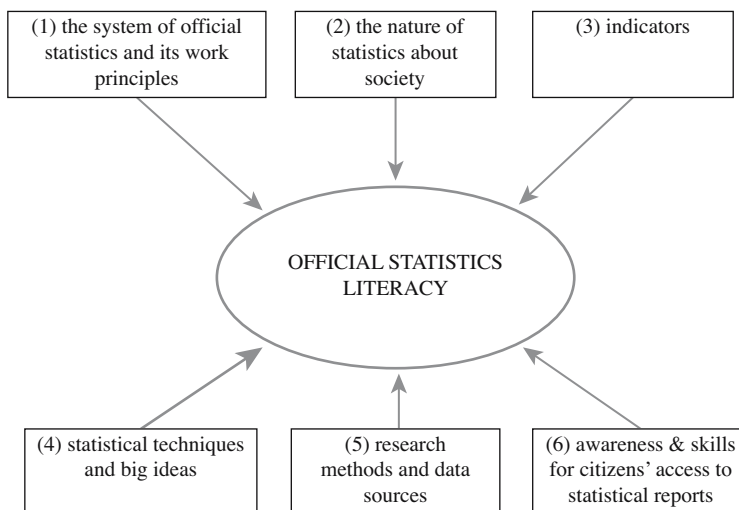 (1) the system of official
statistics and its work
principles
(2) the nature of
statistics about
society
(3) indicators
OFFICIAL STATISTICS
LITERACY
(4) statistical techniques
and big ideas
(5) research
methods and data
sources
(6) awareness & skills
for citizens’ access to
statistical reports